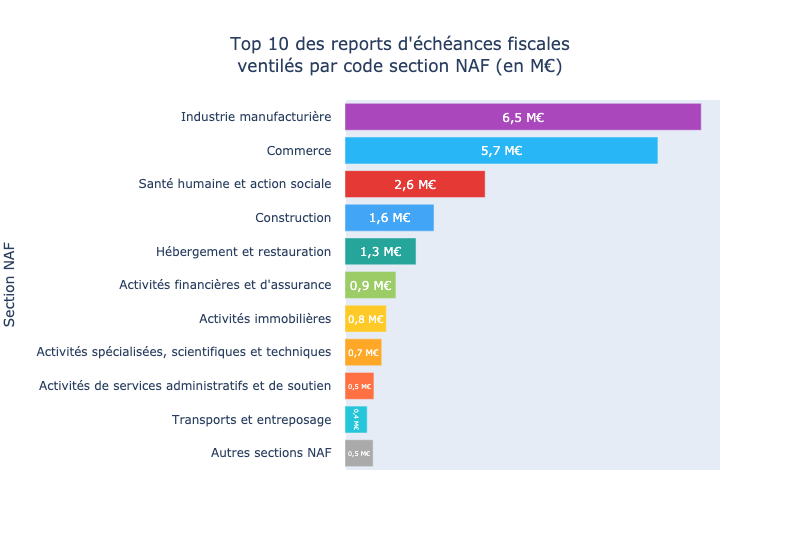 Top 10 des reports d'échéances fiscales
ventilés par code section NAF (en M€)
Section NAF
Industrie manufacturière 6,5 M€
Commerce 5,7 M€
Santé humaine et action sociale 2,6 M€
Construction 1,6 M€
Hébergement et restauration 1,3 M€
Activités financières et d'assurance 0,9 M€
Activités immobilières 0,8 M€
Activités spécialisées, scientifiques et techniques 0,7 M€
Activités de services administratifs et de soutien 0,5 M€
Transports et entreposage 0,4 M€
Autres sections NAF 0,5 M€